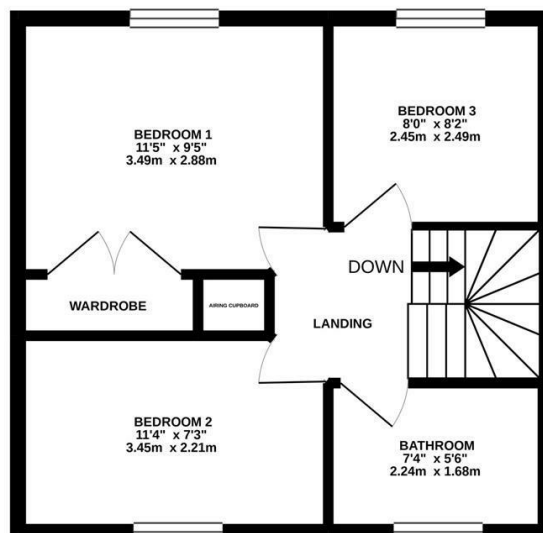 BEDROOM 1
11'5" x 9'5"
3.49m x 2.88m
BEDROOM 3
8'0" x 8'2"
2.45m x 2.49m
WARDROBE
AIRING CUPBOARD
DOWN
LANDING
BEDROOM 2
11'4" x 7'3"
3.45m x 2.21m
BATHROOM
7'4" x 5'6"
2.24m x 1.68m